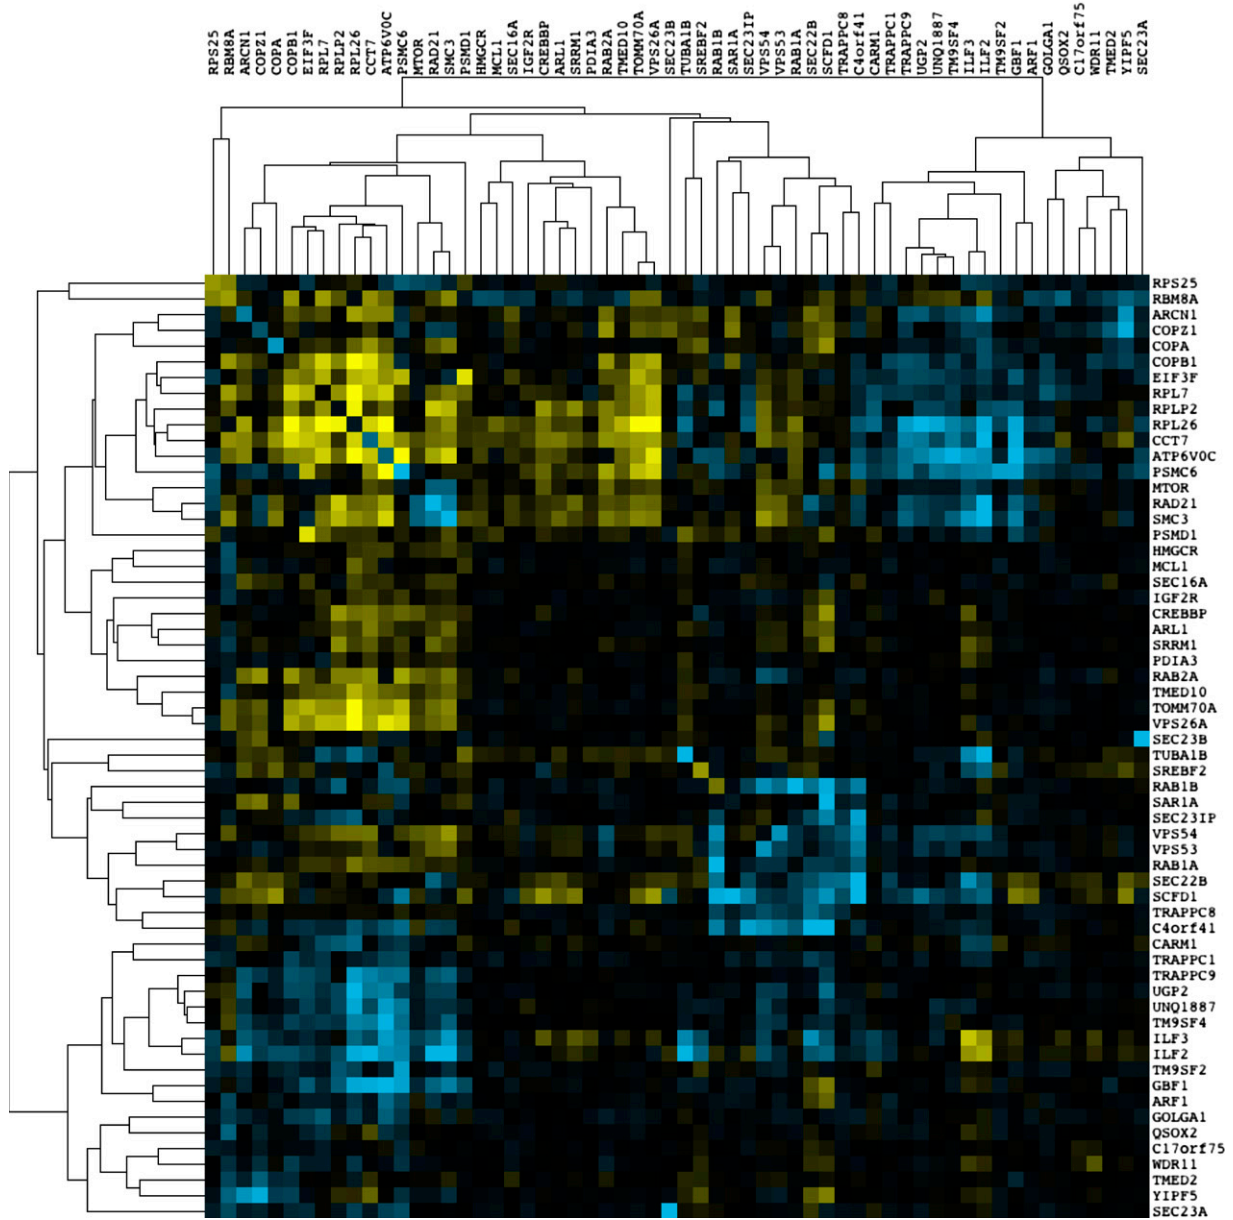 RPS25
RBM8A
ARCN1
COPZ1
COPA
COPB1
EIF3F
RPL7
RPLP2
RPL26
CCT7
ATP6V0C
PSMC6
MTOR
RAD21
SMC3
PSMD1
HMGCR
MCL1
SEC16A
IGF2R
CREBBP
ARL1
SRRM1
PDIA3
RAB2A
TMED10
TOMM70A
VPS26A
SEC23B
TUBA1B
SREBF2
RAB1B
SAR1A
SEC23IP
VPS54
VPS53
RAB1A
SEC22B
SCFD1
TRAPPC8
C4orf41
CARM1
TRAPPC1
TRAPPC9
UGP2
UNQ1887
TM9SF4
ILF3
ILF2
TM9SF2
GBF1
ARF1
GOLGA1
QSOX2
C17orf75
WDR11
TMED2
YIPF5
SEC23A
RPS25
RBM8A
ARCN1
COPZ1
COPA
COPB1
EIF3F
RPL7
RPLP2
RPL26
CCT7
ATP6V0C
PSMC6
MTOR
RAD21
SMC3
PSMD1
HMGCR
MCL1
SEC16A
IGF2R
CREBBP
ARL1
SRRM1
PDIA3
RAB2A
TMED10
TOMM70A
VPS26A
SEC23B
TUBA1B
SREBF2
RAB1B
SAR1A
SEC23IP
VPS54
VPS53
RAB1A
SEC22B
SCFD1
TRAPPC8
C4orf41
CARM1
TRAPPC1
TRAPPC9
UGP2
UNQ1887
TM9SF4
ILF3
ILF2
TM9SF2
GBF1
ARF1
GOLGA1
QSOX2
C17orf75
WDR11
TMED2
YIPF5
SEC23A